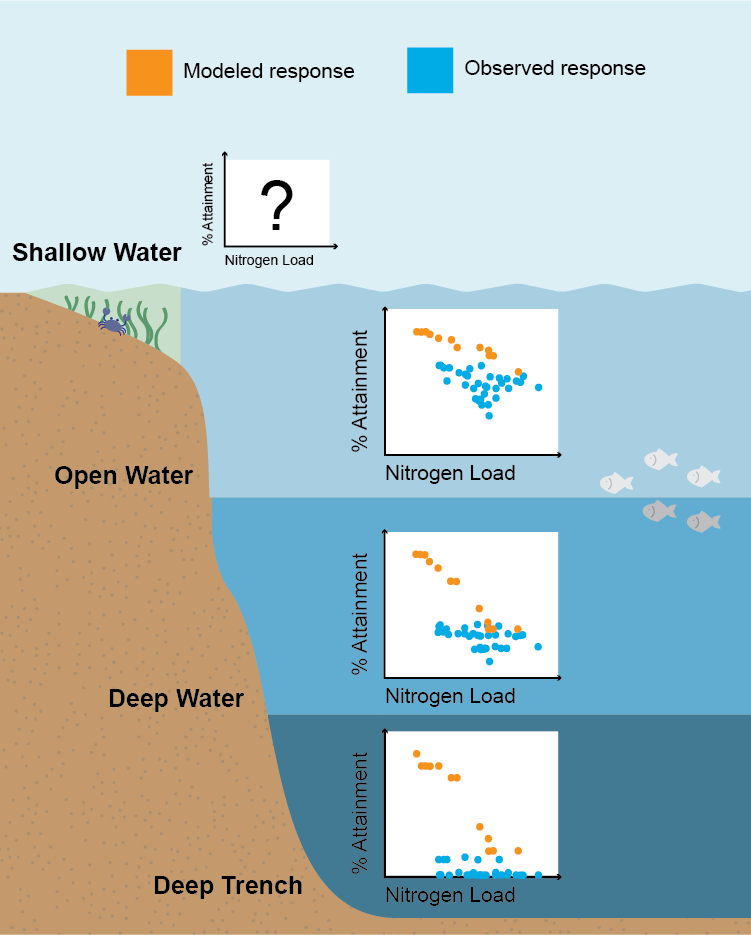 Modeled response
Observed response
% Attainment
?
Nitrogen Load
Shallow Water
% Attainment
Nitrogen Load
Open Water
% Attainment
Nitrogen Load
Deep Water
% Attainment
Nitrogen Load
Deep Trench